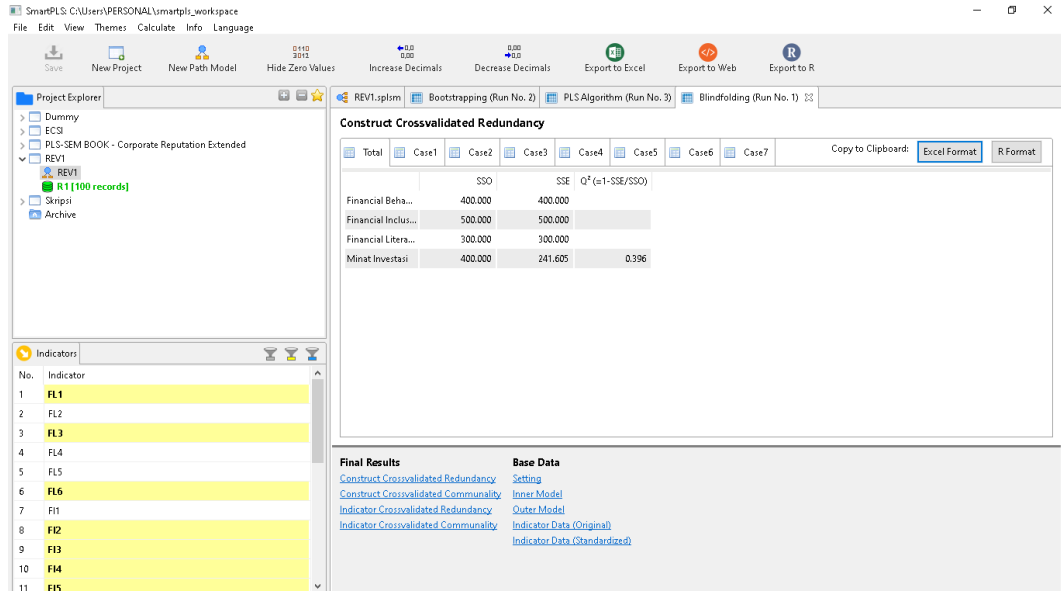 SmartPLS: C:\Users\PERSONAL\smartpls_workspace
File Edit View Themes Calculate Info Language
Save New Project New Path Model Hide Zero Values Increase Decimals Decrease Decimals Export to Excel Export to Web Export to R
Project Explorer
Dummy
ECSI
PLS-SEM BOOK - Corporate Reputation Extended
REV1
REV1
R1 [100 records]
Skripsi
Archive
Indicators
No. Indicator
1 FL1
2 FL2
3 FL3
4 FL4
5 FL5
6 FL6
7 FI1
8 FI2
9 FI3
10 FI4
11 FI5
REV1.splsm Bootstrapping (Run No. 2) PLS Algorithm (Run No. 3) Blindfolding (Run No. 1)
Construct Crossvalidated Redundancy
Total Case1 Case2 Case3 Case4 Case5 Case6 Case7 Copy to Clipboard: Excel Format R Format
SSO SSE Q² (=1-SSE/SSO)
Financial Beha... 400.000 400.000
Financial Inclus... 500.000 500.000
Financial Litera... 300.000 300.000
Minat Investasi 400.000 241.605 0.396
Final Results Base Data
Construct Crossvalidated Redundancy Setting
Construct Crossvalidated Communality Inner Model
Indicator Crossvalidated Redundancy Outer Model
Indicator Crossvalidated Communality Indicator Data (Original)
Indicator Data (Standardized)